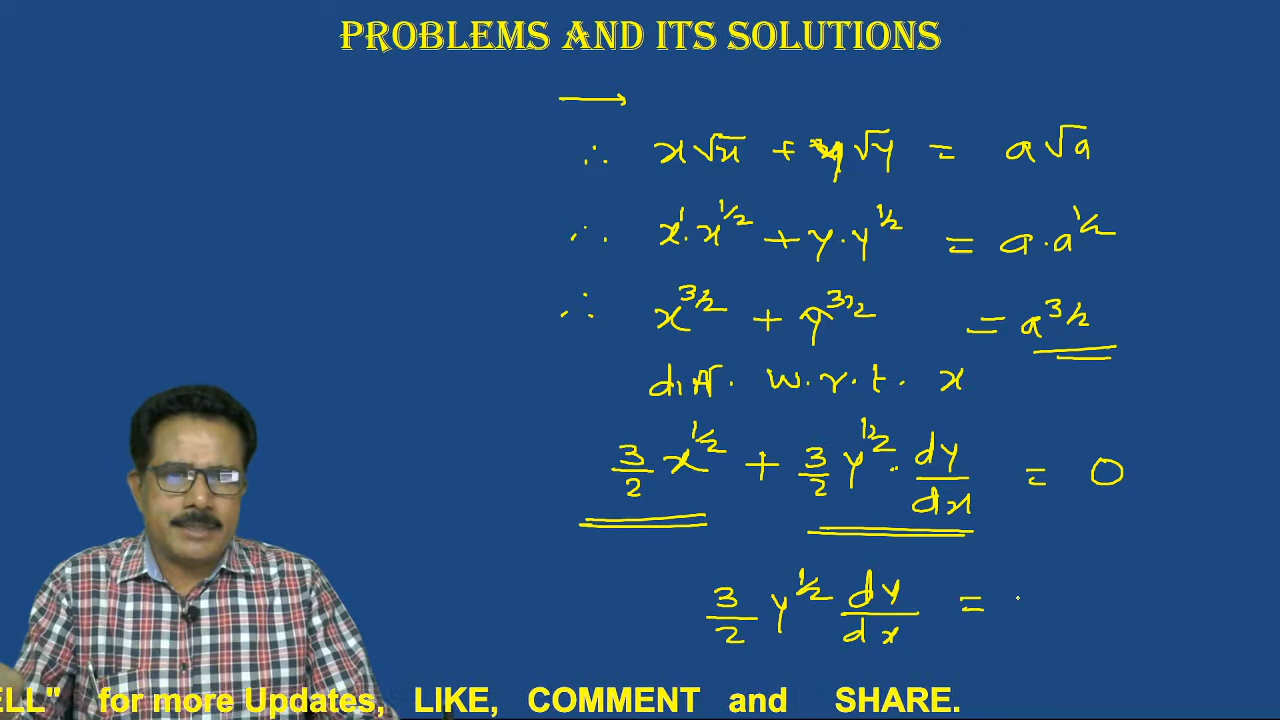 PROBLEMS AND ITS SOLUTIONS
∴ x√x + y√y = a√a
∴ x¹·x^1/2 + y·y^1/2 = a·a^1/2
∴ x^3/2 + y^3/2 = a^3/2
diff. w.r.t. x
3/2 x^1/2 + 3/2 y^1/2 · dy/dx = 0
3/2 y^1/2 dy/dx =
ELL" for more Updates, LIKE, COMMENT and SHARE.